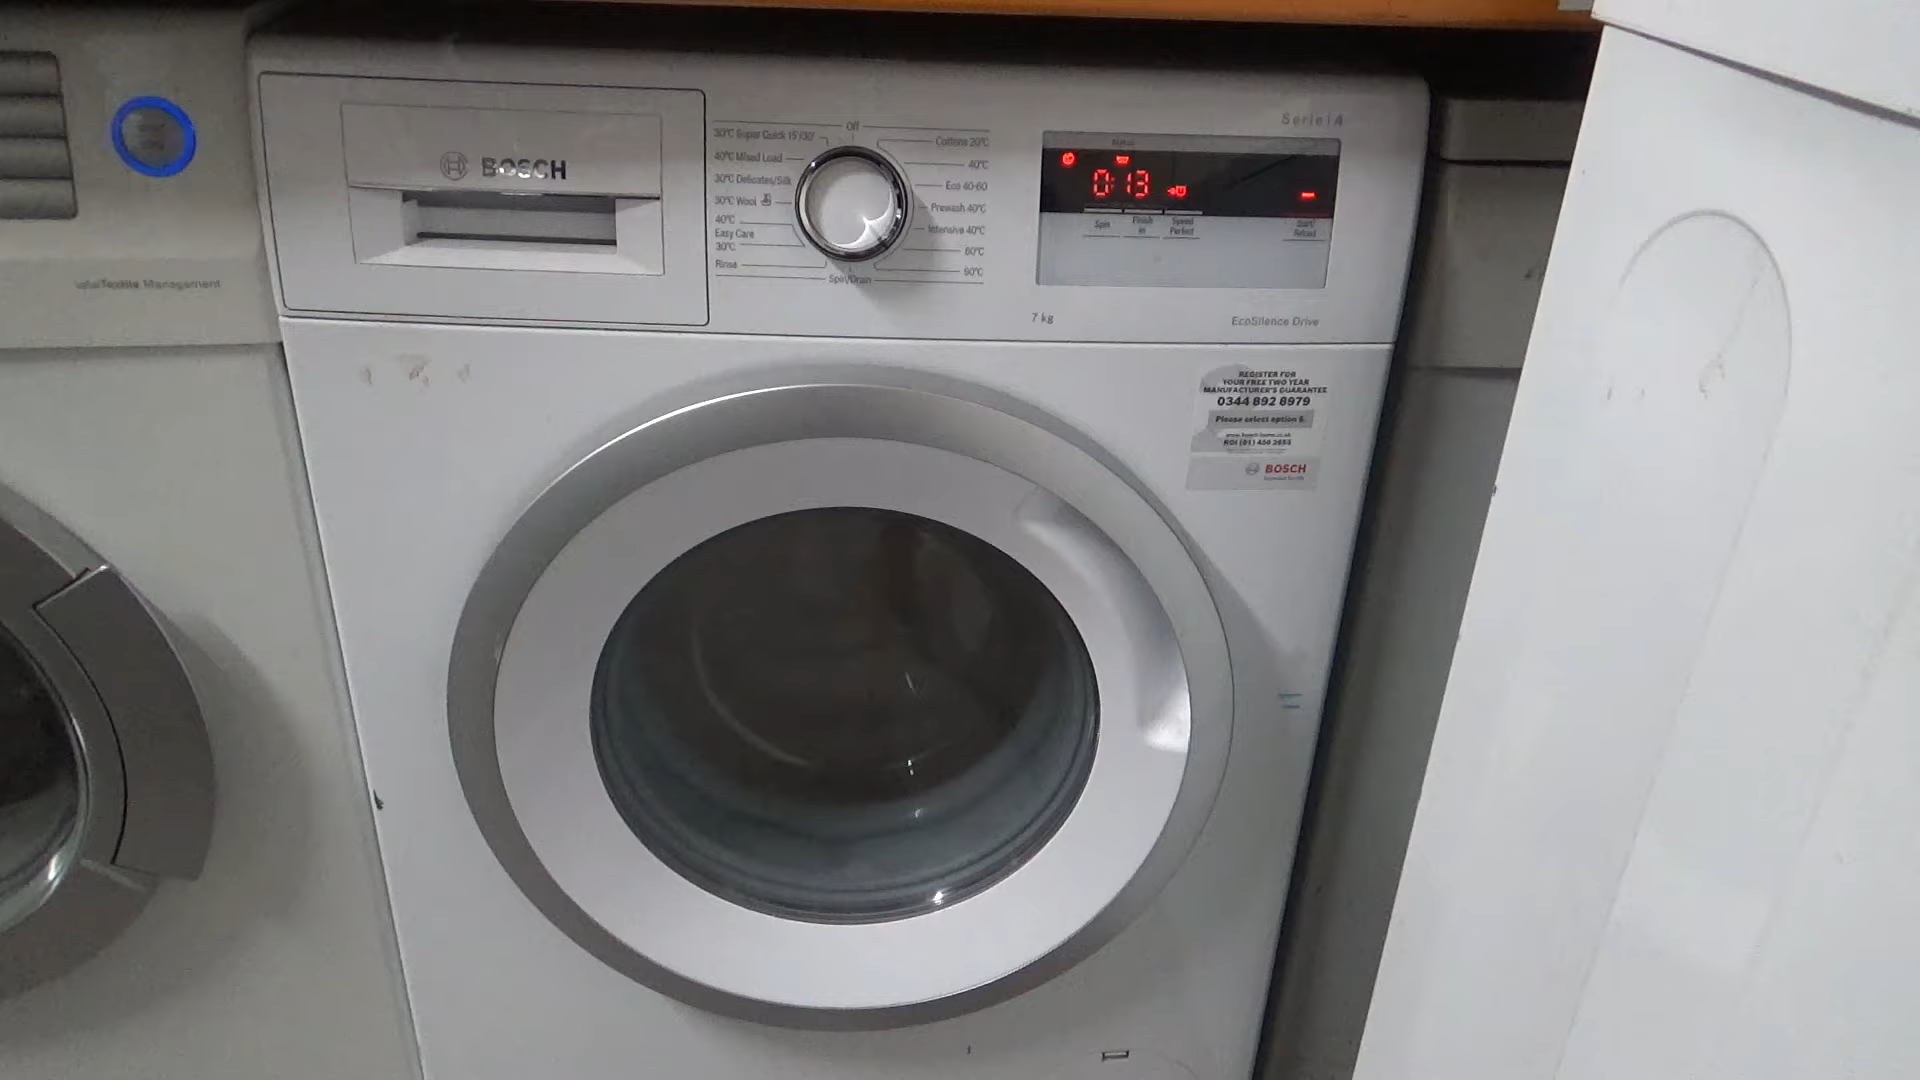 BOSCH
Textile Management
Off
30°C Super Quick 15'/30'
40°C Mixed Load
30°C Delicates/Silk
30°C Wool
40°C
Easy Care
30°C
Rinse
Spin/Drain
Cottons 20°C
40°C
Eco 40-60
Prewash 40°C
Intensive 40°C
60°C
90°C
Serie 4
0:13
Spin
Finish in
Speed Perfect
Start/ Reload
7 kg
EcoSilence Drive
REGISTER FOR
YOUR FREE TWO YEAR
MANUFACTURER'S GUARANTEE
0344 892 8979
Please select option 5.
BOSCH